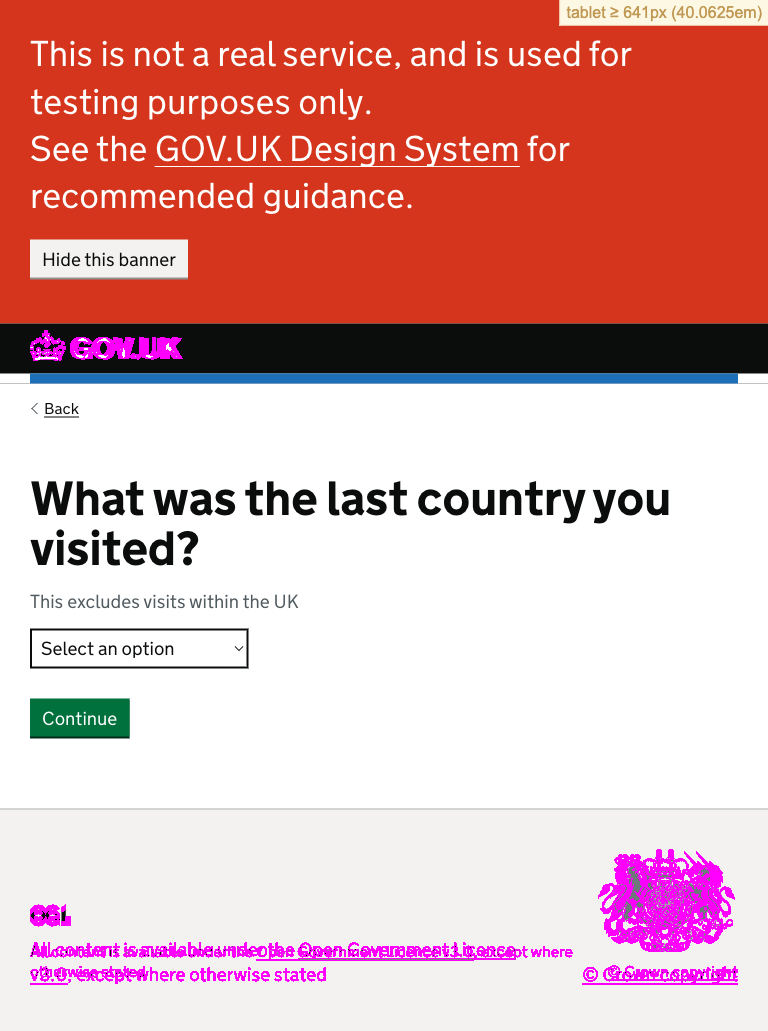 tablet ≥ 641px (40.0625em)
This is not a real service, and is used for
testing purposes only.
See the GOV.UK Design System for
recommended guidance.
Hide this banner
GOV.UK
Back
What was the last country you
visited?
This excludes visits within the UK
Select an option
Continue
OGL
All content is available under the Open Government Licence
v3.0, except where otherwise stated
© Crown copyright